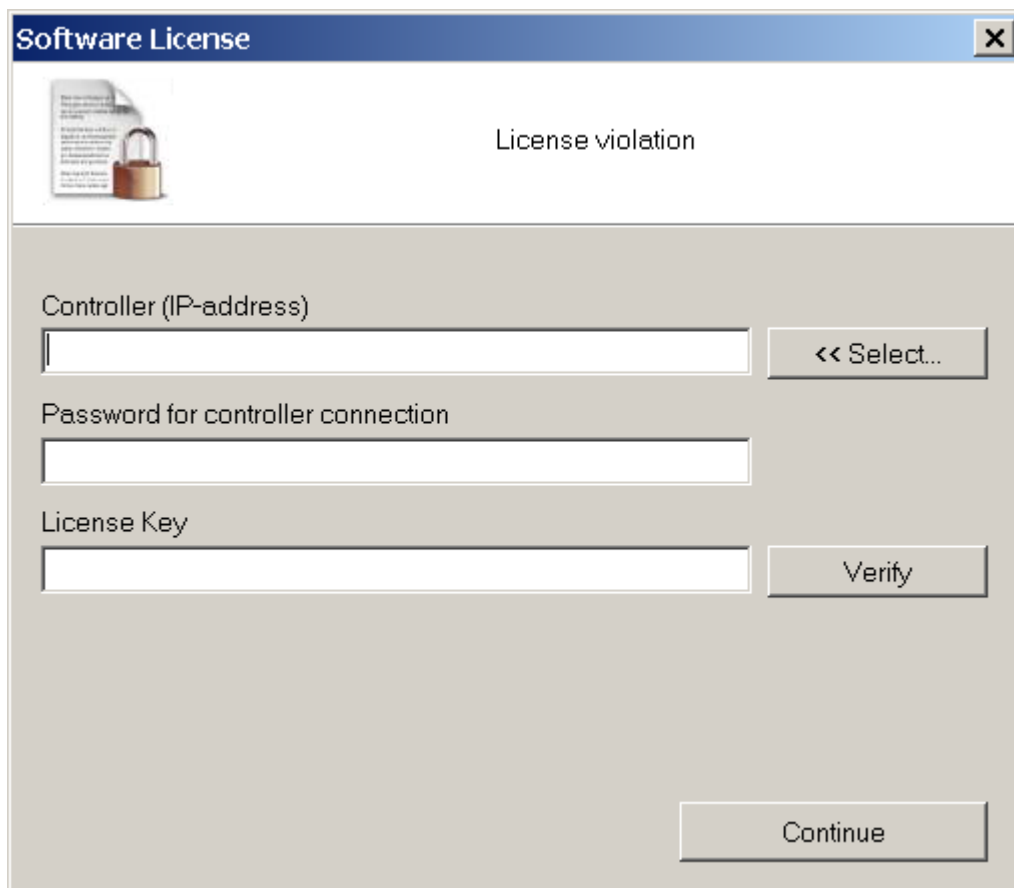 Software License
License violation
Controller (IP-address)
<< Select...
Password for controller connection
License Key
Verify
Continue